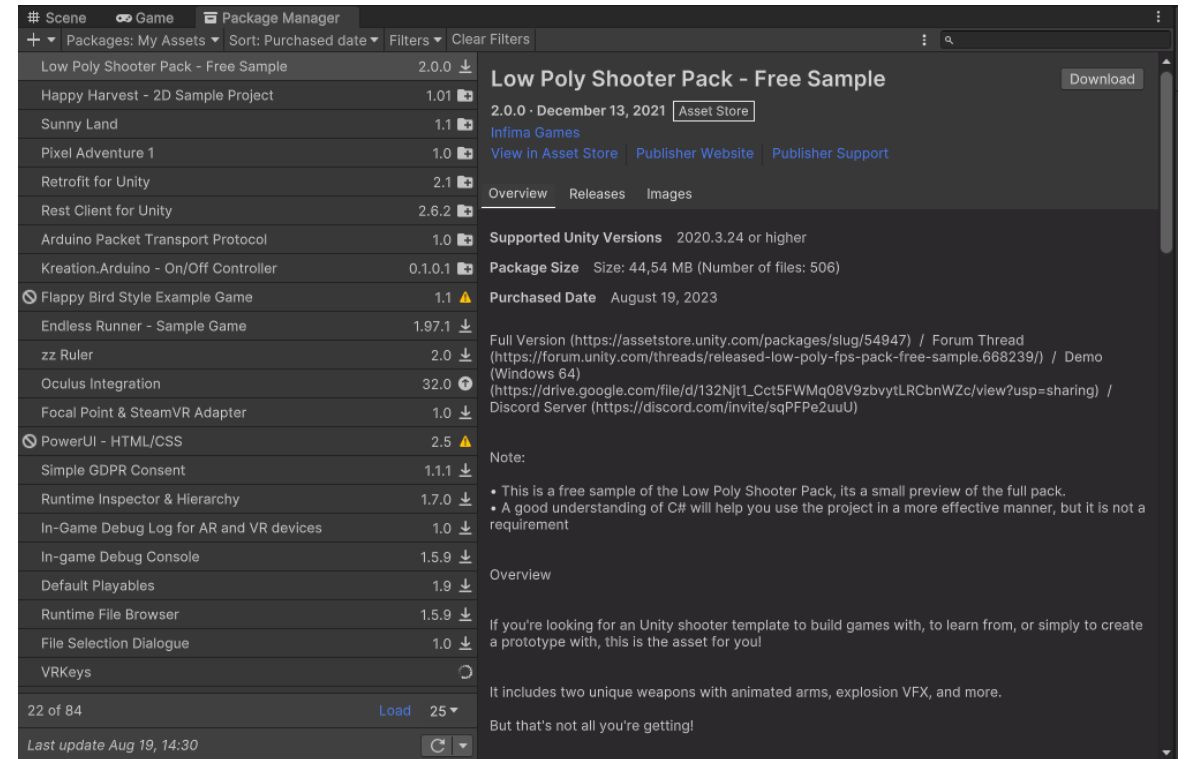 Scene Game Package Manager
Packages: My Assets Sort: Purchased date Filters Clear Filters
Low Poly Shooter Pack - Free Sample 2.0.0
Happy Harvest - 2D Sample Project 1.01
Sunny Land 1.1
Pixel Adventure 1 1.0
Retrofit for Unity 2.1
Rest Client for Unity 2.6.2
Arduino Packet Transport Protocol 1.0
Kreation.Arduino - On/Off Controller 0.1.0.1
Flappy Bird Style Example Game 1.1
Endless Runner - Sample Game 1.97.1
zz Ruler 2.0
Oculus Integration 32.0
Focal Point & SteamVR Adapter 1.0
PowerUI - HTML/CSS 2.5
Simple GDPR Consent 1.1.1
Runtime Inspector & Hierarchy 1.7.0
In-Game Debug Log for AR and VR devices 1.0
In-game Debug Console 1.5.9
Default Playables 1.9
Runtime File Browser 1.5.9
File Selection Dialogue 1.0
VRKeys
22 of 84 Load 25
Last update Aug 19, 14:30
Low Poly Shooter Pack - Free Sample Download
2.0.0 · December 13, 2021 Asset Store
Infima Games
View in Asset Store Publisher Website Publisher Support
Overview Releases Images
Supported Unity Versions 2020.3.24 or higher
Package Size Size: 44,54 MB (Number of files: 506)
Purchased Date August 19, 2023
Full Version (https://assetstore.unity.com/packages/slug/54947) / Forum Thread
(https://forum.unity.com/threads/released-low-poly-fps-pack-free-sample.668239/) / Demo
(Windows 64)
(https://drive.google.com/file/d/132Njt1_Cct5FWMq08V9zbvytLRCbnWZc/view?usp=sharing) /
Discord Server (https://discord.com/invite/sqPFPe2uuU)
Note:
• This is a free sample of the Low Poly Shooter Pack, its a small preview of the full pack.
• A good understanding of C# will help you use the project in a more effective manner, but it is not a
requirement
Overview
If you're looking for an Unity shooter template to build games with, to learn from, or simply to create
a prototype with, this is the asset for you!
It includes two unique weapons with animated arms, explosion VFX, and more.
But that's not all you're getting!